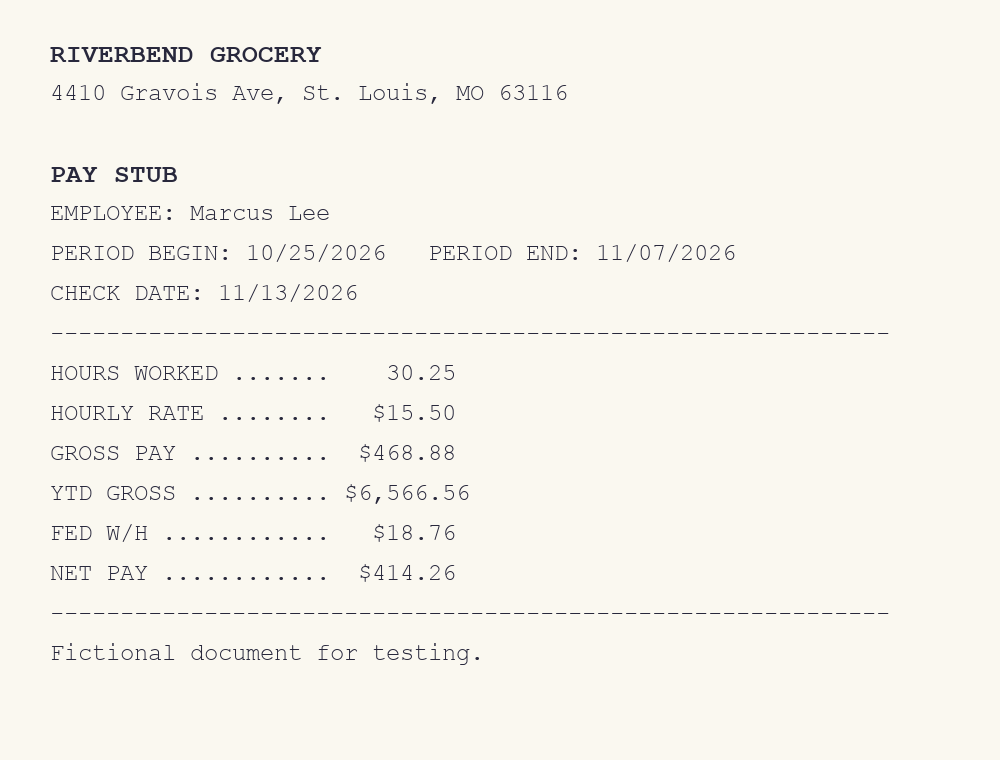 RIVERBEND GROCERY
4410 Gravois Ave, St. Louis, MO 63116
PAY STUB
EMPLOYEE: Marcus Lee
PERIOD BEGIN: 10/25/2026   PERIOD END: 11/07/2026
CHECK DATE: 11/13/2026
------------------------------------------------------------
HOURS WORKED .......    30.25
HOURLY RATE ........   $15.50
GROSS PAY ..........  $468.88
YTD GROSS .......... $6,566.56
FED W/H ............   $18.76
NET PAY ............  $414.26
------------------------------------------------------------
Fictional document for testing.